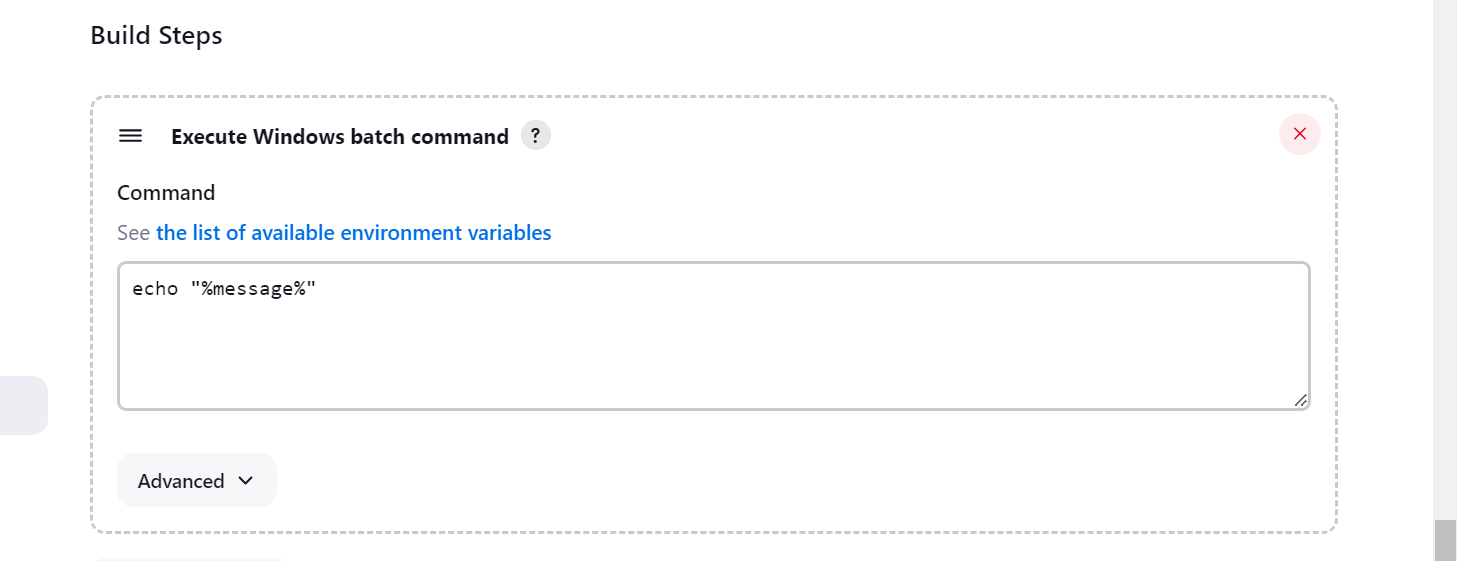 Build Steps
Execute Windows batch command ?
Command
See the list of available environment variables
echo "%message%"
Advanced